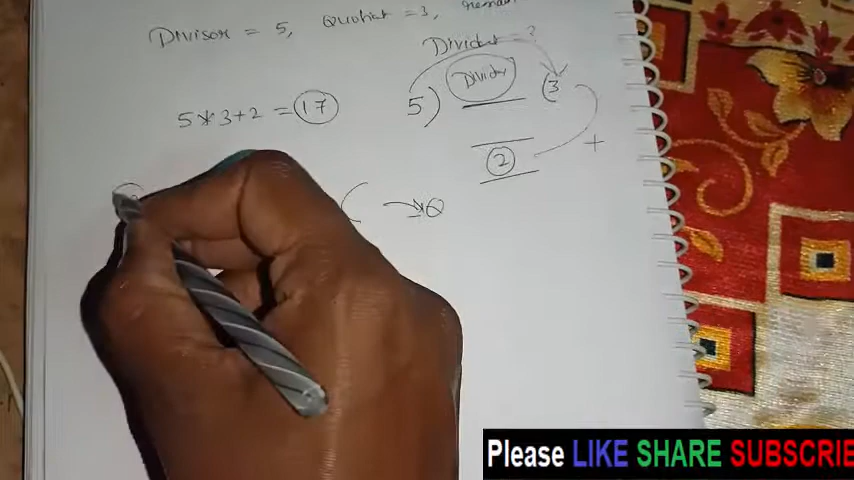 Divisor = 5, Quotient = 3,
Dividend = ?
5 ) Dividend ( 3
5 * 3 + 2 = 17
+
2
( → Q
Please LIKE SHARE SUBSCRIBE